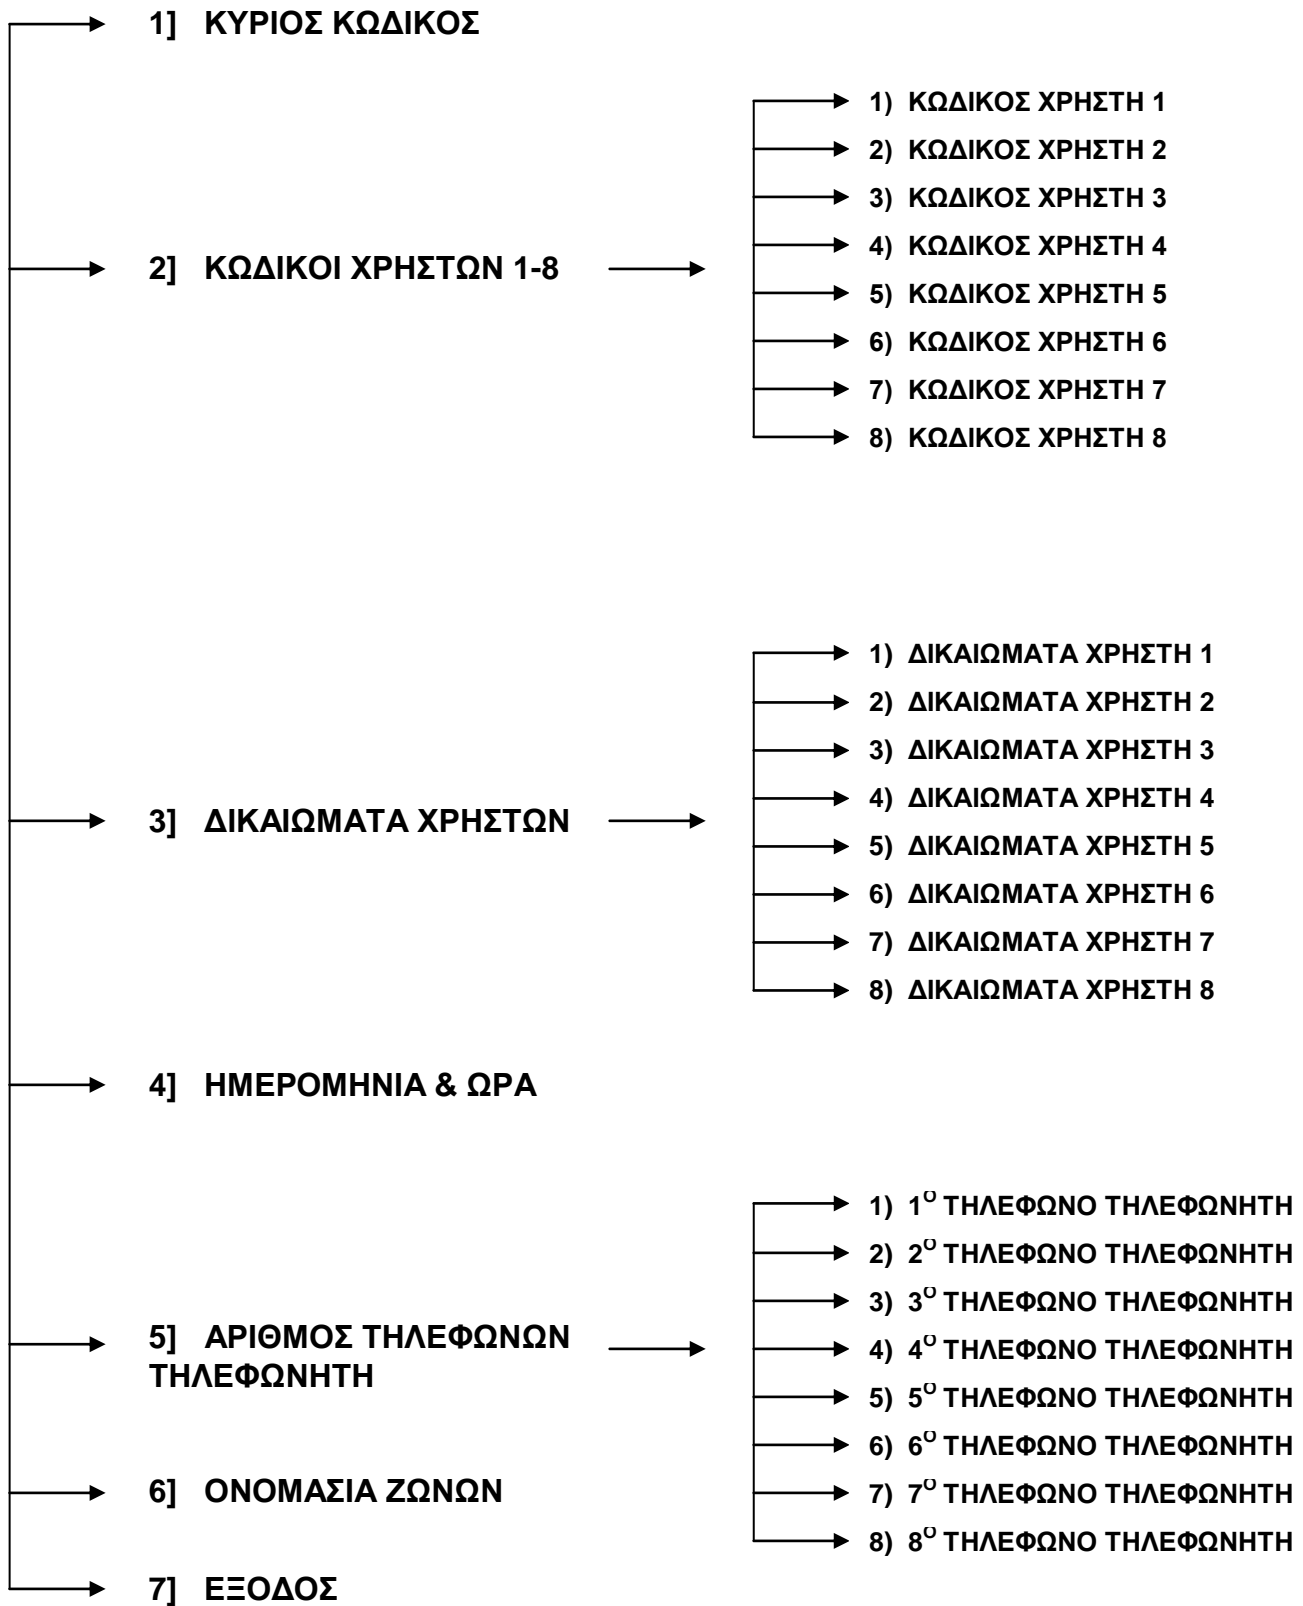 1] ΚΥΡΙΟΣ ΚΩΔΙΚΟΣ
2] ΚΩΔΙΚΟΙ ΧΡΗΣΤΩΝ 1-8
1) ΚΩΔΙΚΟΣ ΧΡΗΣΤΗ 1
2) ΚΩΔΙΚΟΣ ΧΡΗΣΤΗ 2
3) ΚΩΔΙΚΟΣ ΧΡΗΣΤΗ 3
4) ΚΩΔΙΚΟΣ ΧΡΗΣΤΗ 4
5) ΚΩΔΙΚΟΣ ΧΡΗΣΤΗ 5
6) ΚΩΔΙΚΟΣ ΧΡΗΣΤΗ 6
7) ΚΩΔΙΚΟΣ ΧΡΗΣΤΗ 7
8) ΚΩΔΙΚΟΣ ΧΡΗΣΤΗ 8
3] ΔΙΚΑΙΩΜΑΤΑ ΧΡΗΣΤΩΝ
1) ΔΙΚΑΙΩΜΑΤΑ ΧΡΗΣΤΗ 1
2) ΔΙΚΑΙΩΜΑΤΑ ΧΡΗΣΤΗ 2
3) ΔΙΚΑΙΩΜΑΤΑ ΧΡΗΣΤΗ 3
4) ΔΙΚΑΙΩΜΑΤΑ ΧΡΗΣΤΗ 4
5) ΔΙΚΑΙΩΜΑΤΑ ΧΡΗΣΤΗ 5
6) ΔΙΚΑΙΩΜΑΤΑ ΧΡΗΣΤΗ 6
7) ΔΙΚΑΙΩΜΑΤΑ ΧΡΗΣΤΗ 7
8) ΔΙΚΑΙΩΜΑΤΑ ΧΡΗΣΤΗ 8
4] ΗΜΕΡΟΜΗΝΙΑ & ΩΡΑ
5] ΑΡΙΘΜΟΣ ΤΗΛΕΦΩΝΩΝ
ΤΗΛΕΦΩΝΗΤΗ
1) 1Ο ΤΗΛΕΦΩΝΟ ΤΗΛΕΦΩΝΗΤΗ
2) 2Ο ΤΗΛΕΦΩΝΟ ΤΗΛΕΦΩΝΗΤΗ
3) 3Ο ΤΗΛΕΦΩΝΟ ΤΗΛΕΦΩΝΗΤΗ
4) 4Ο ΤΗΛΕΦΩΝΟ ΤΗΛΕΦΩΝΗΤΗ
5) 5Ο ΤΗΛΕΦΩΝΟ ΤΗΛΕΦΩΝΗΤΗ
6) 6Ο ΤΗΛΕΦΩΝΟ ΤΗΛΕΦΩΝΗΤΗ
7) 7Ο ΤΗΛΕΦΩΝΟ ΤΗΛΕΦΩΝΗΤΗ
8) 8Ο ΤΗΛΕΦΩΝΟ ΤΗΛΕΦΩΝΗΤΗ
6] ΟΝΟΜΑΣΙΑ ΖΩΝΩΝ
7] ΕΞΟΔΟΣ